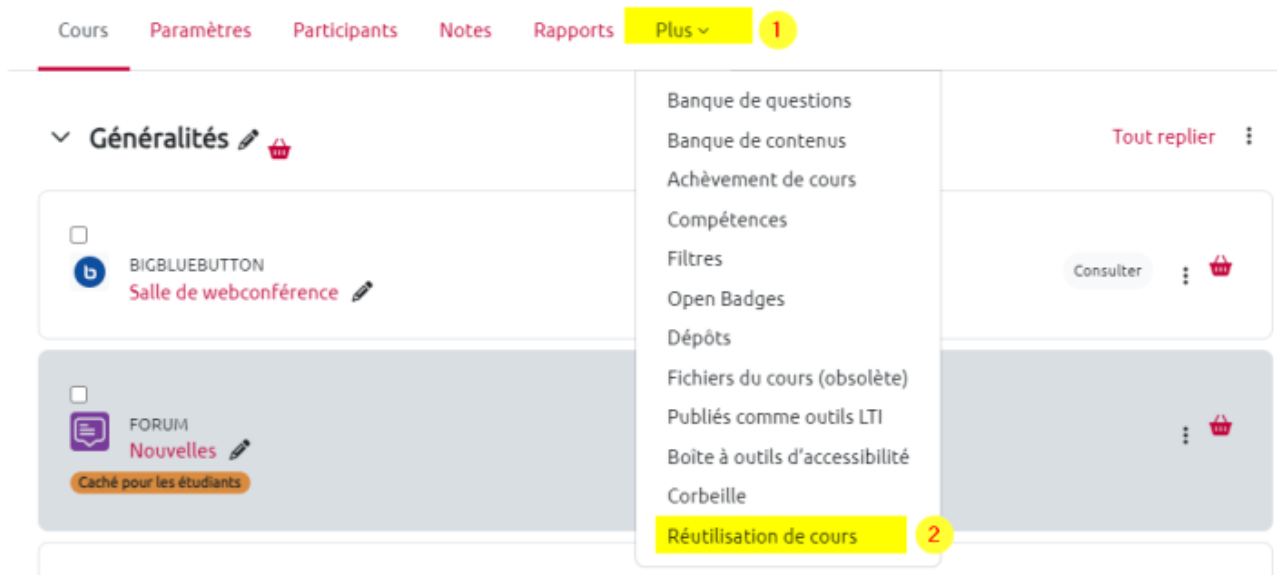 Cours Paramètres Participants Notes Rapports Plus 1
Banque de questions
Généralités
Tout replier
Banque de contenus
Achèvement de cours
Compétences
BIGBLUEBUTTON
Salle de webconférence
Filtres
Consulter
Open Badges
Dépôts
Fichiers du cours (obsolète)
FORUM
Nouvelles
Caché pour les étudiants
Publiés comme outils LTI
Boîte à outils d'accessibilité
Corbeille
Réutilisation de cours 2